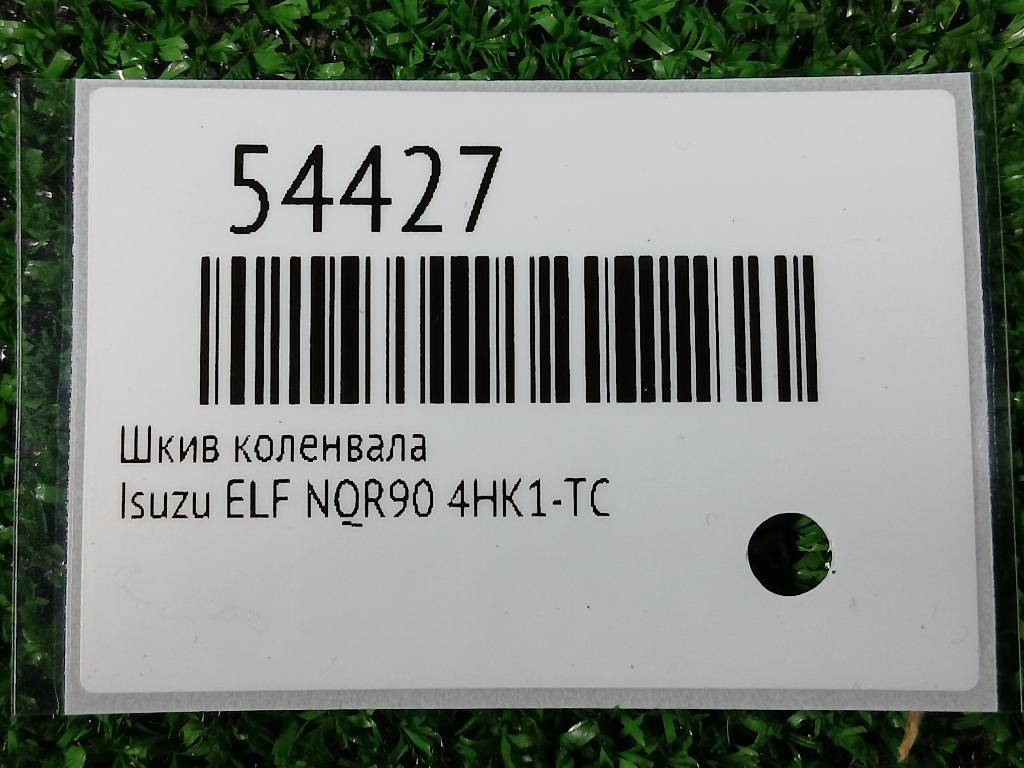 54427
Шкив коленвала
Isuzu ELF NQR90 4HK1-TC